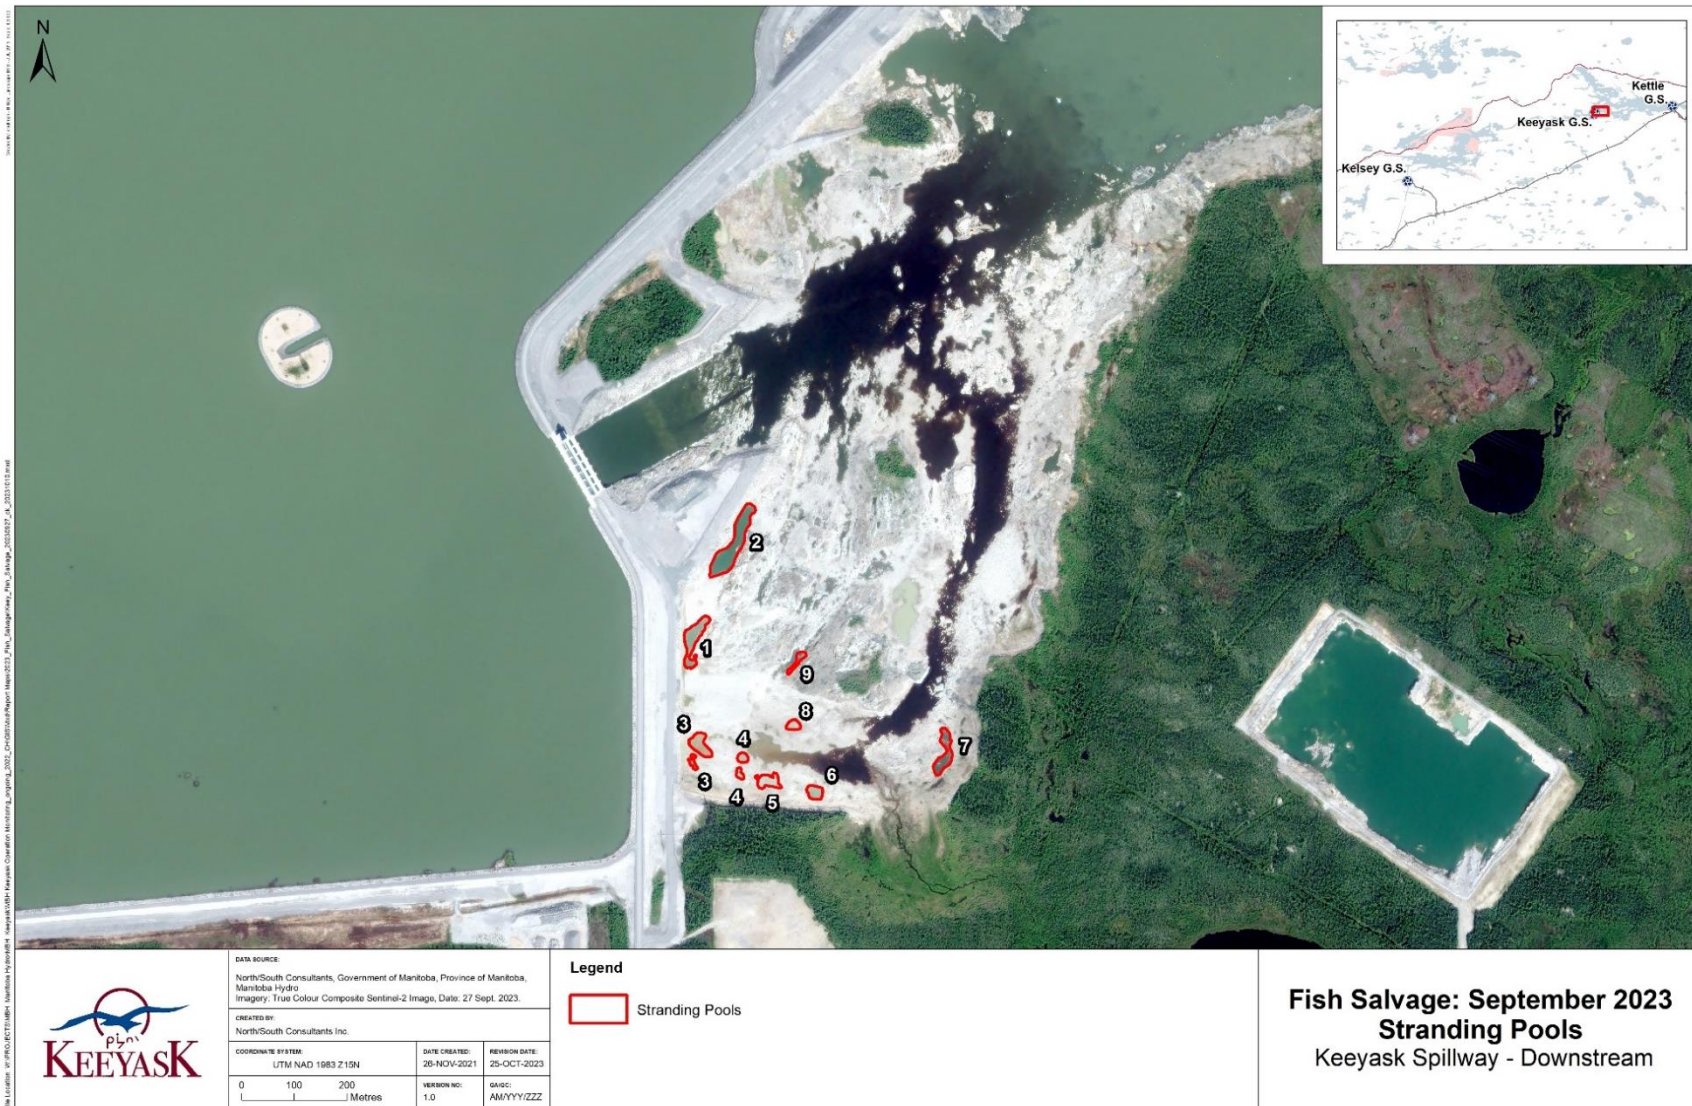 N
Kettle
G.S.
Keeyask G.S.
Kelsey G.S.
2
1
9
8
3
4
7
3
4
5
6
ᑭᔭᐢᐠ
KEEYASK
DATA SOURCE:
North/South Consultants, Government of Manitoba, Province of Manitoba,
Manitoba Hydro
Imagery: True Colour Composite Sentinel-2 Image, Date: 27 Sept. 2023.
CREATED BY:
North/South Consultants Inc.
COORDINATE SYSTEM:
UTM NAD 1983 Z15N
DATE CREATED:
26-NOV-2021
REVISION DATE:
25-OCT-2023
0 100 200
Metres
VERSION NO:
1.0
QA/QC:
AM/YYY/ZZZ
Legend
Stranding Pools
Fish Salvage: September 2023
Stranding Pools
Keeyask Spillway - Downstream